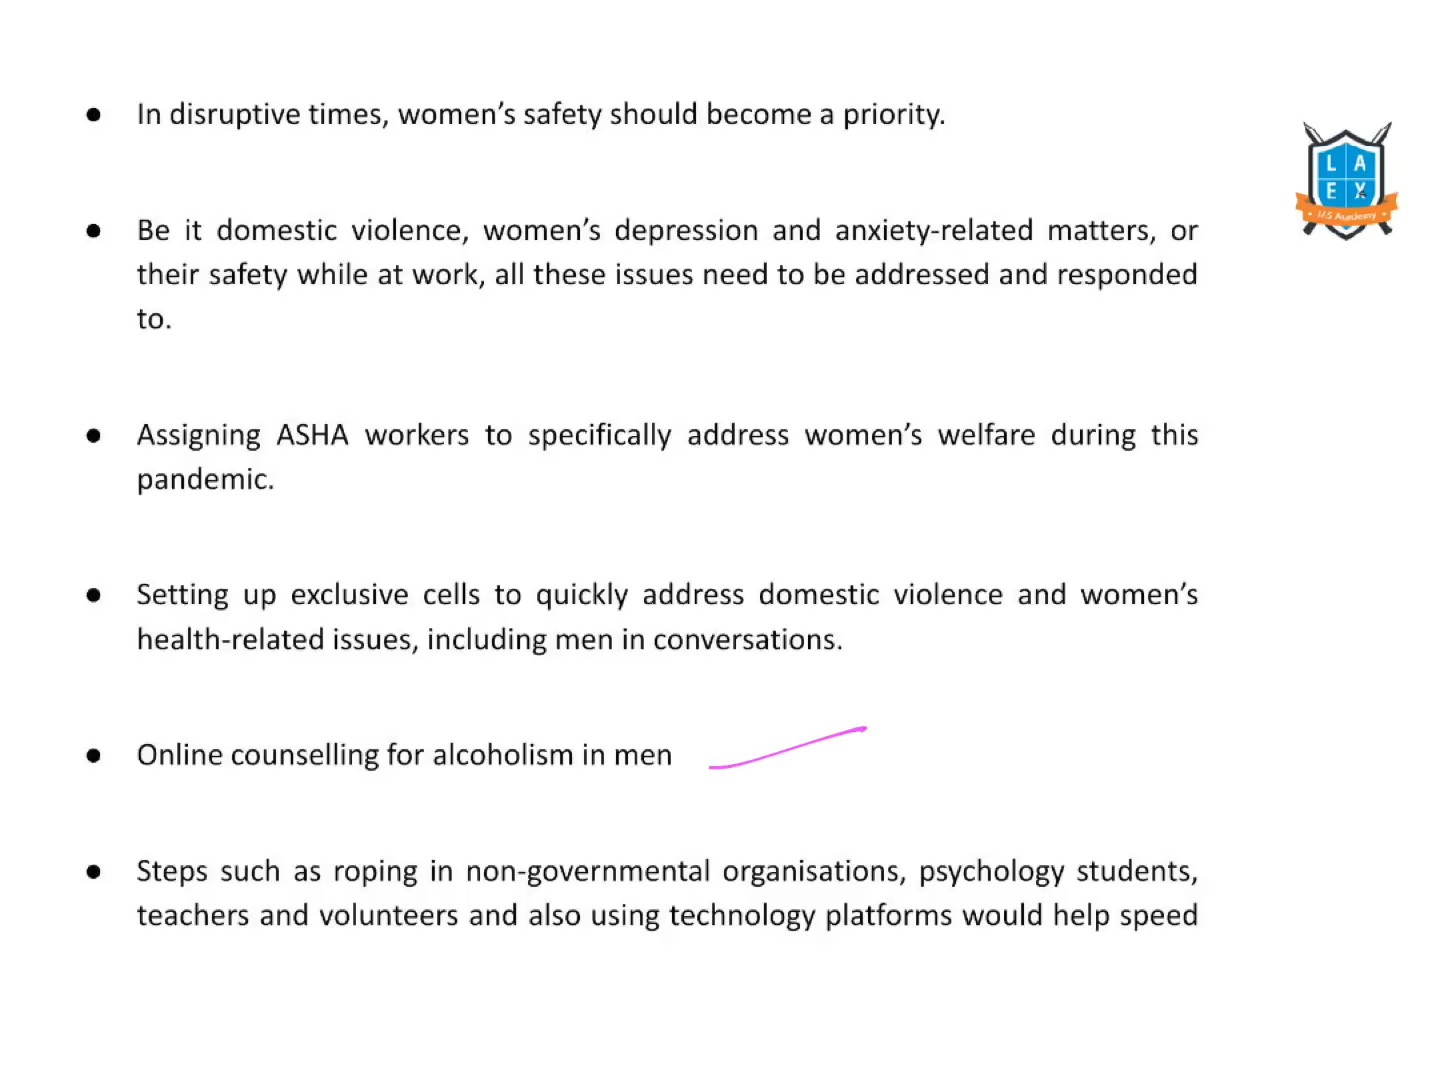 ● In disruptive times, women’s safety should become a priority.
● Be it domestic violence, women’s depression and anxiety-related matters, or
their safety while at work, all these issues need to be addressed and responded
to.
● Assigning ASHA workers to specifically address women’s welfare during this
pandemic.
● Setting up exclusive cells to quickly address domestic violence and women’s
health-related issues, including men in conversations.
● Online counselling for alcoholism in men
● Steps such as roping in non-governmental organisations, psychology students,
teachers and volunteers and also using technology platforms would help speed
L A
E X
IAS Academy